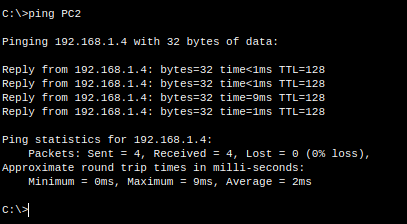 C:\>ping PC2
Pinging 192.168.1.4 with 32 bytes of data:
Reply from 192.168.1.4: bytes=32 time<1ms TTL=128
Reply from 192.168.1.4: bytes=32 time<1ms TTL=128
Reply from 192.168.1.4: bytes=32 time=9ms TTL=128
Reply from 192.168.1.4: bytes=32 time=1ms TTL=128
Ping statistics for 192.168.1.4:
    Packets: Sent = 4, Received = 4, Lost = 0 (0% loss),
Approximate round trip times in milli-seconds:
    Minimum = 0ms, Maximum = 9ms, Average = 2ms
C:\>